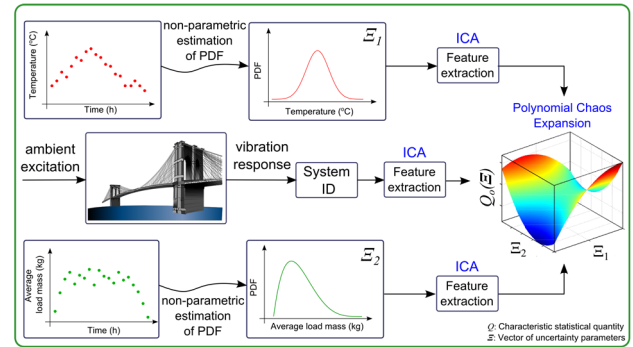 Temperature (ºC)
Time (h)
non-parametric
estimation
of PDF
Ξ1
PDF
Temperature (ºC)
ICA
Feature
extraction
Polynomial Chaos
Expansion
ambient
excitation
vibration
response
System
ID
ICA
Feature
extraction
Qo(Ξ)
Ξ2
Ξ1
Average
load mass (kg)
Time (h)
non-parametric
estimation
of PDF
Ξ2
PDF
Average load mass (kg)
ICA
Feature
extraction
Q: Characteristic statistical quantity
Ξ: Vector of uncertainty parameters